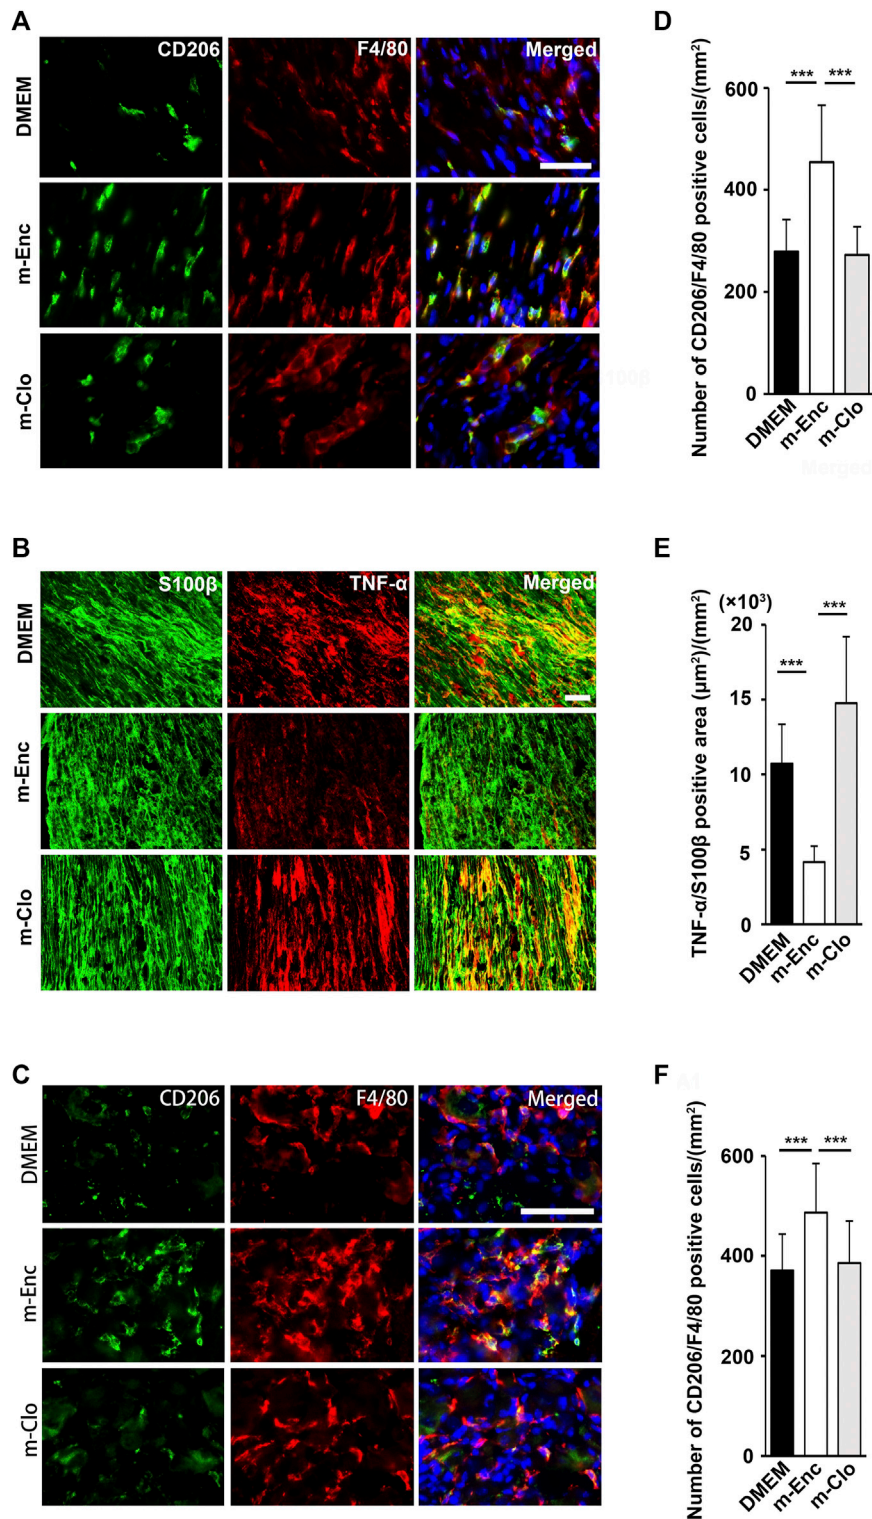 A
CD206
F4/80
Merged
DMEM
m-Enc
m-Clo
100β
D
Number of CD206/F4/80 positive cells/(mm²)
600
400
200
0
***
***
DMEM
m-Enc
m-Clo
Merged
B
S100β
TNF-α
Merged
DMEM
m-Enc
m-Clo
E
(×10³)
TNF-α/S100β positive area (μm²)/(mm²)
20
15
10
5
0
***
***
DMEM
m-Enc
m-Clo
C
CD206
F4/80
Merged
DMEM
m-Enc
m-Clo
F
A1
Number of CD206/F4/80 positive cells/(mm²)
600
400
200
0
***
***
DMEM
m-Enc
m-Clo